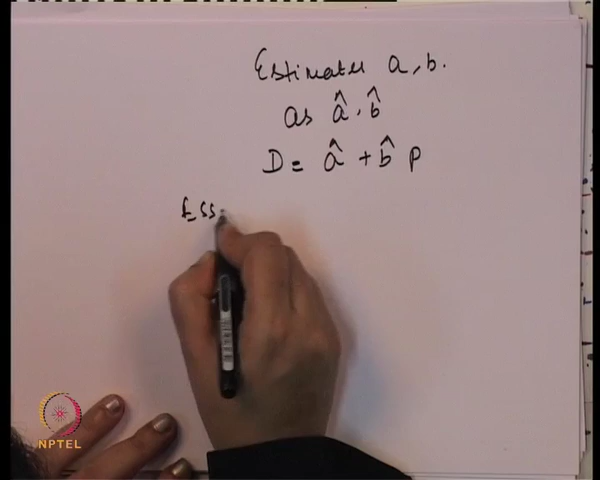 Estimates a, b.
as â, b̂
D = â + b̂ p
Ess
NPTEL